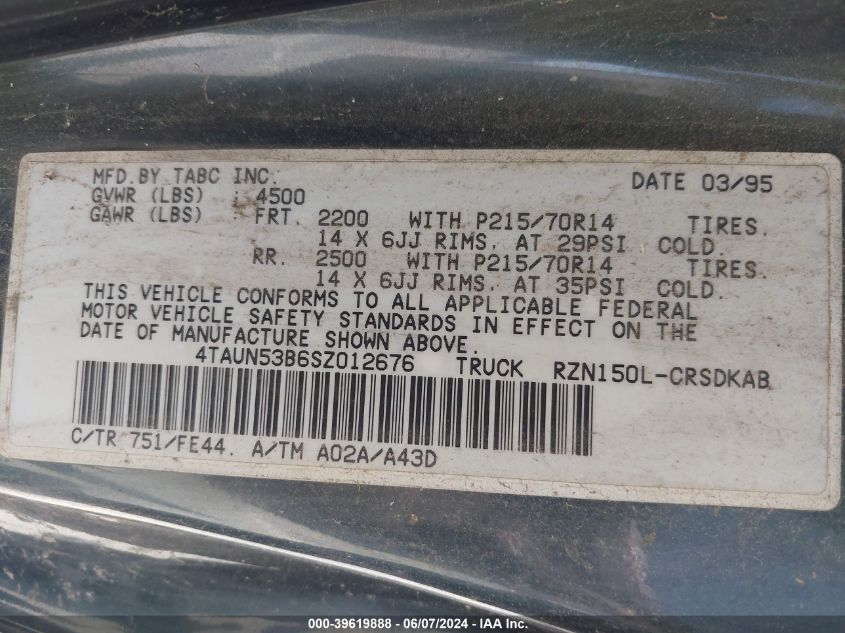 MFD.BY TABC INC. DATE 03/95
GVWR (LBS) : 4500
GAWR (LBS) FRT. 2200 WITH P215/70R14 TIRES.
14 X 6JJ RIMS. AT 29PSI COLD.
RR. 2500 WITH P215/70R14 TIRES.
14 X 6JJ RIMS. AT 35PSI COLD.
THIS VEHICLE CONFORMS TO ALL APPLICABLE FEDERAL
MOTOR VEHICLE SAFETY STANDARDS IN EFFECT ON THE
DATE OF MANUFACTURE SHOWN ABOVE.
4TAUN53B6SZ012676 TRUCK RZN150L-CRSDKAB
C/TR 751/FE44. A/TM A02A/A43D
000-39619888 - 06/07/2024 - IAA Inc.